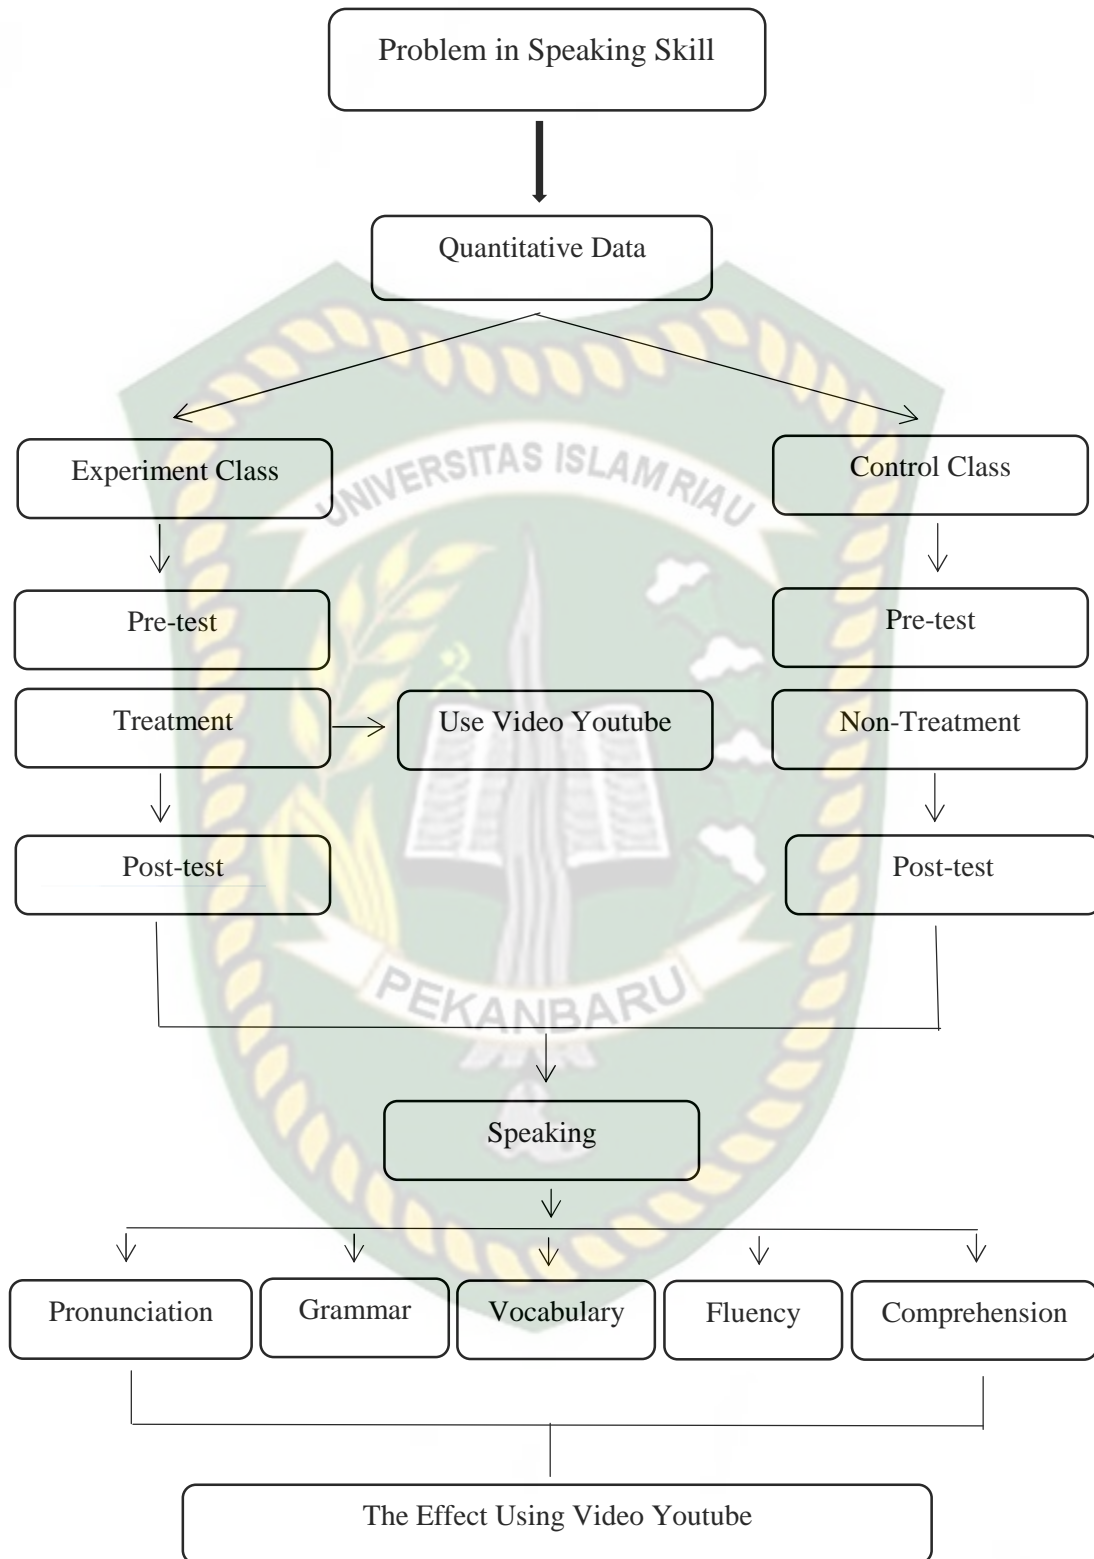 Problem in Speaking Skill
Quantitative Data
UNIVERSITAS ISLAM RIAU
Experiment Class
Control Class
Pre-test
Pre-test
Treatment
Use Video Youtube
Non-Treatment
Post-test
Post-test
PEKANBARU
Speaking
Pronunciation
Grammar
Vocabulary
Fluency
Comprehension
The Effect Using Video Youtube